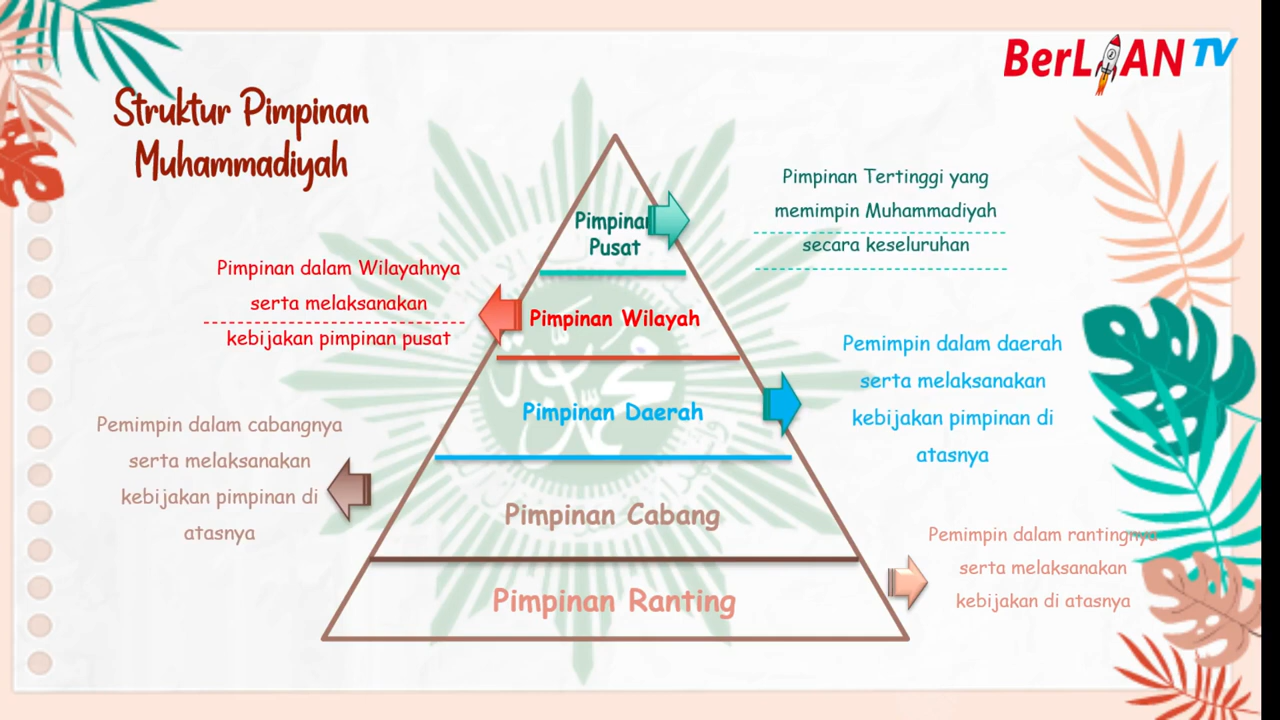 BerLIAN TV
Struktur Pimpinan
Muhammadiyah
Pimpinan
Pusat
Pimpinan Tertinggi yang
memimpin Muhammadiyah
secara keseluruhan
Pimpinan dalam Wilayahnya
serta melaksanakan
kebijakan pimpinan pusat
Pimpinan Wilayah
Pemimpin dalam daerah
serta melaksanakan
kebijakan pimpinan di
atasnya
Pimpinan Daerah
Pemimpin dalam cabangnya
serta melaksanakan
kebijakan pimpinan di
atasnya
Pimpinan Cabang
Pemimpin dalam rantingnya
serta melaksanakan
kebijakan di atasnya
Pimpinan Ranting